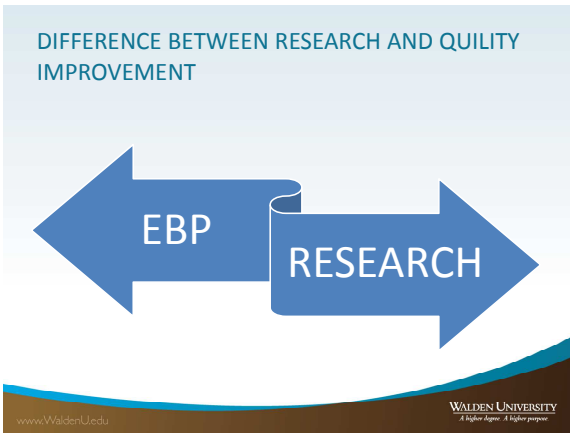 DIFFERENCE BETWEEN RESEARCH AND QUILITY
IMPROVEMENT
EBP
RESEARCH
www.WaldenU.edu
WALDEN UNIVERSITY
A higher degree. A higher purpose.